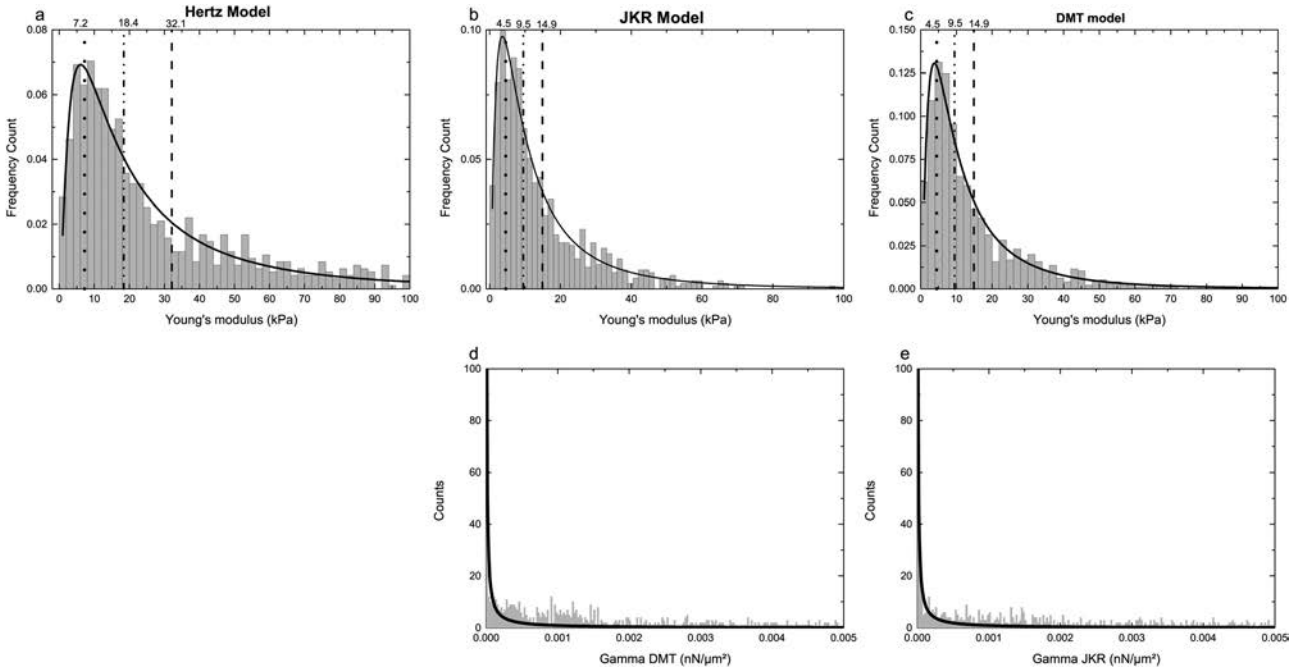 a
Hertz Model
7.2 18.4 32.1
0.08
0.06
0.04
0.02
0.00
Frequency Count
0 10 20 30 40 50 60 70 80 90 100
Young's modulus (kPa)
b
JKR Model
4.5 9.5 14.9
0.10
0.05
0.00
Frequency Count
0 20 40 60 80 100
Young's modulus (kPa)
c
DMT model
4.5 9.5 14.9
0.150
0.125
0.100
0.075
0.050
0.025
0.000
Frequency Count
0 10 20 30 40 50 60 70 80 90 100
Young's modulus (kPa)
d
100
80
60
40
20
0
Counts
0.000 0.001 0.002 0.003 0.004 0.005
Gamma DMT (nN/µm²)
e
100
80
60
40
20
0
Counts
0.000 0.001 0.002 0.003 0.004 0.005
Gamma JKR (nN/µm²)